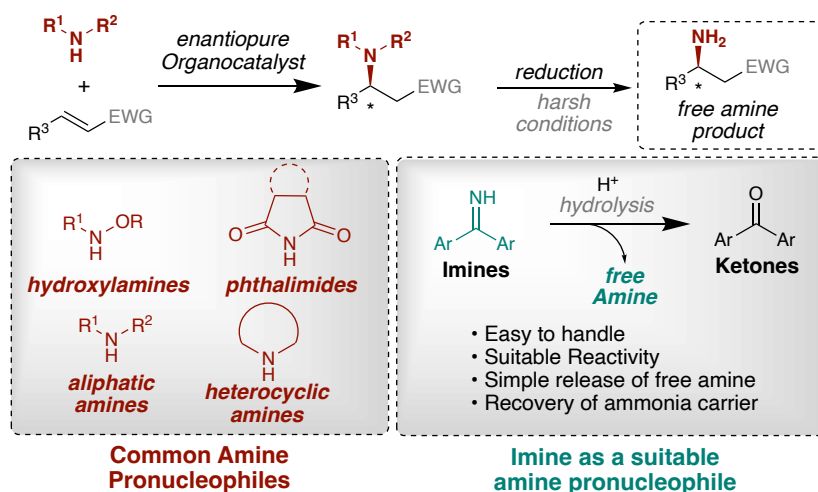 R¹ N R²
H
+
R³ EWG
enantiopure
Organocatalyst
R¹ N R²
R³ * EWG
reduction
harsh
conditions
NH₂
R³ * EWG
free amine
product
R¹ N OR
H
hydroxylamines
O N O
H
phthalimides
R¹ N R²
H
aliphatic
amines
N
H
heterocyclic
amines
Common Amine
Pronucleophiles
NH
Ar Ar
Imines
H⁺
hydrolysis
free
Amine
O
Ar Ar
Ketones
• Easy to handle
• Suitable Reactivity
• Simple release of free amine
• Recovery of ammonia carrier
Imine as a suitable
amine pronucleophile